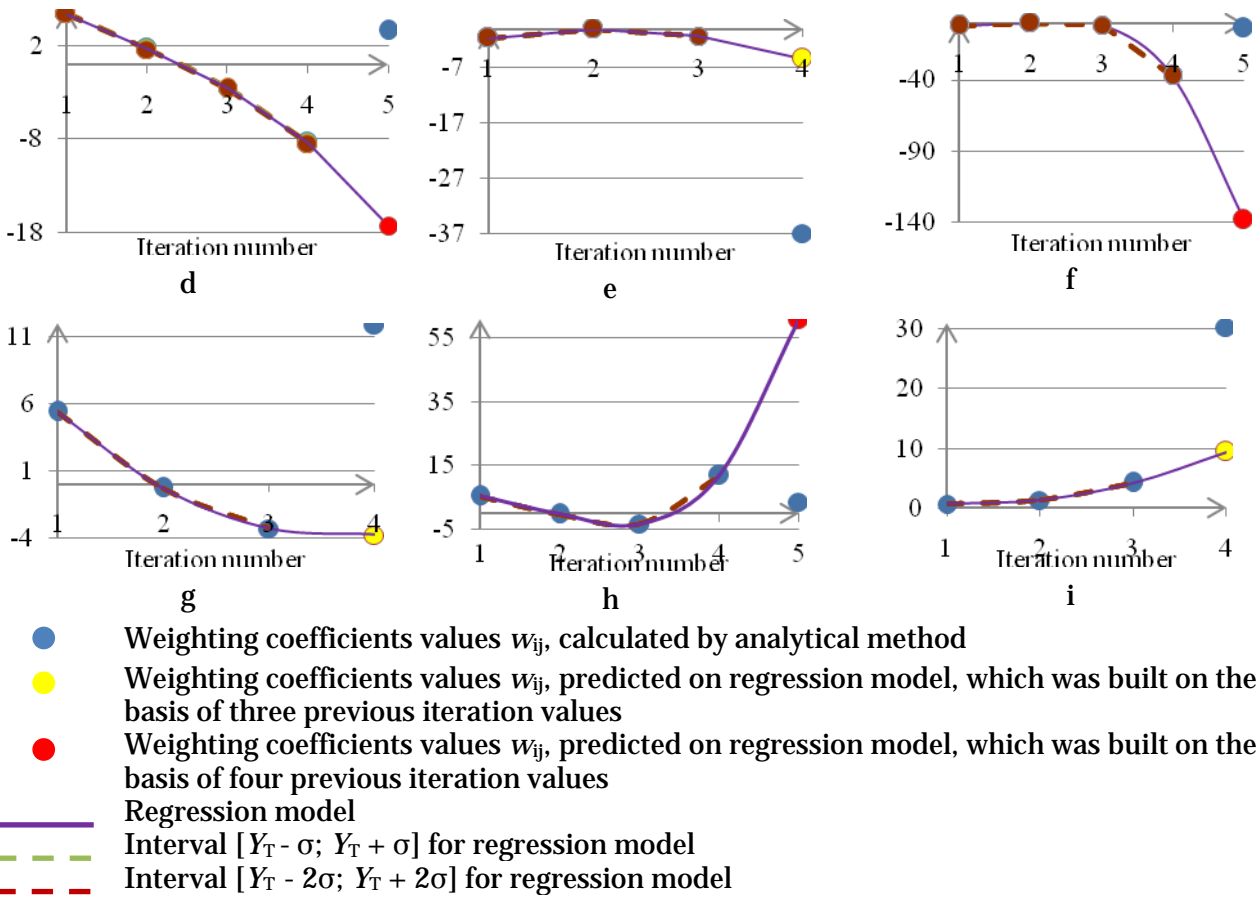 2
-8
-18
1
2
3
4
5
Iteration number
d
-7
-17
-27
-37
1
2
3
4
Iteration number
e
-40
-90
-140
1
2
3
4
5
Iteration number
f
11
6
1
-4
1
2
3
4
Iteration number
g
55
35
15
-5
1
2
3
4
5
Iteration number
h
30
20
10
0
1
2
3
4
Iteration number
i
Weighting coefficients values wij, calculated by analytical method
Weighting coefficients values wij, predicted on regression model, which was built on the
basis of three previous iteration values
Weighting coefficients values wij, predicted on regression model, which was built on the
basis of four previous iteration values
Regression model
Interval [YT - σ; YT + σ] for regression model
Interval [YT - 2σ; YT + 2σ] for regression model